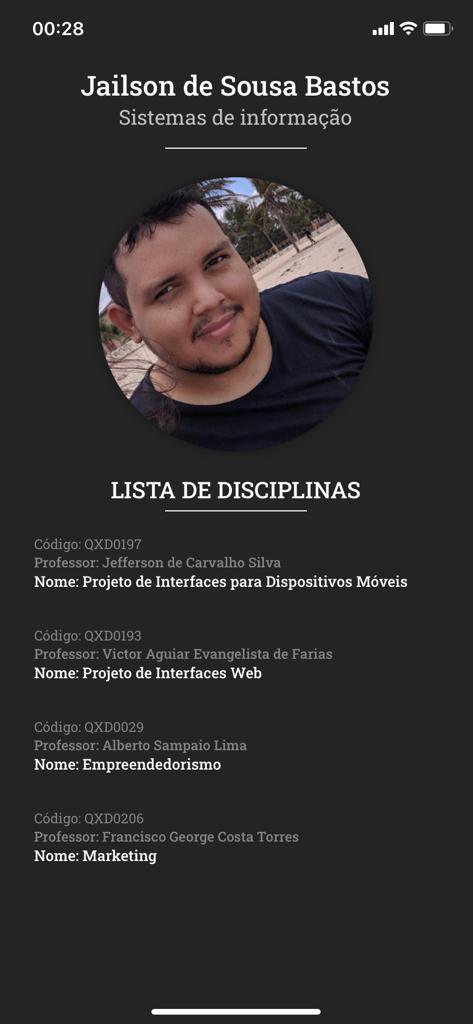 00:28
Jailson de Sousa Bastos
Sistemas de informação
LISTA DE DISCIPLINAS
Código: QXD0197
Professor: Jefferson de Carvalho Silva
Nome: Projeto de Interfaces para Dispositivos Móveis
Código: QXD0193
Professor: Victor Aguiar Evangelista de Farias
Nome: Projeto de Interfaces Web
Código: QXD0029
Professor: Alberto Sampaio Lima
Nome: Empreendedorismo
Código: QXD0206
Professor: Francisco George Costa Torres
Nome: Marketing